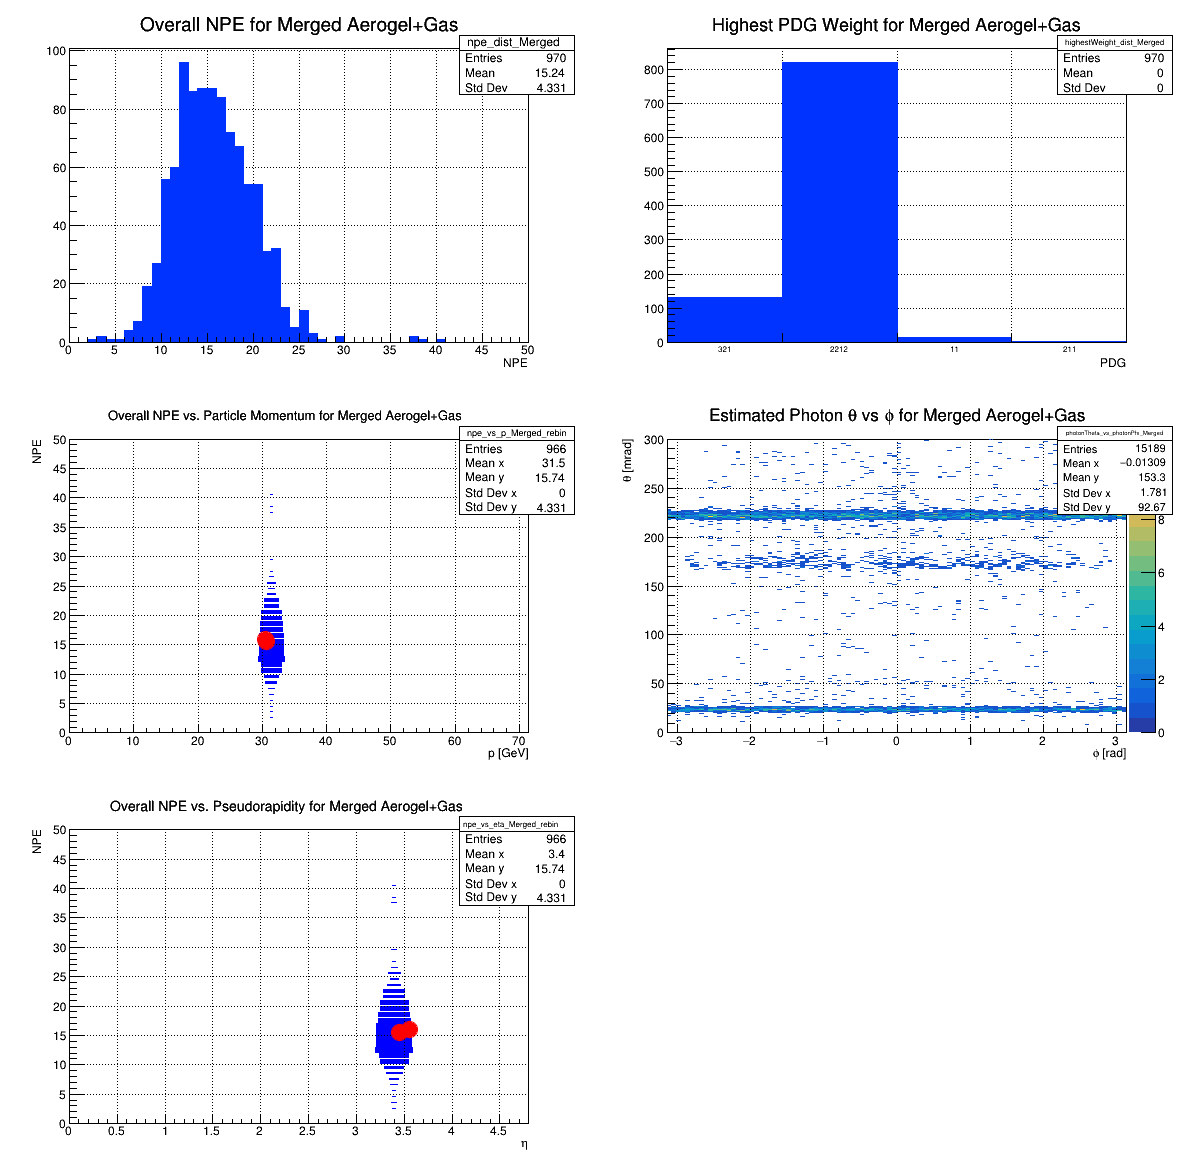 Overall NPE for Merged Aerogel+Gas
npe_dist_Merged
Entries 970
Mean 15.24
Std Dev 4.331
100
80
60
40
20
0
0 5 10 15 20 25 30 35 40 45 50
NPE
Highest PDG Weight for Merged Aerogel+Gas
highestWeight_dist_Merged
Entries 970
Mean 0
Std Dev 0
800
700
600
500
400
300
200
100
0
321 2212 11 211
PDG
Overall NPE vs. Particle Momentum for Merged Aerogel+Gas
npe_vs_p_Merged_rebin
Entries 966
Mean x 31.5
Mean y 15.74
Std Dev x 0
Std Dev y 4.331
NPE
50
45
40
35
30
25
20
15
10
5
0
0 10 20 30 40 50 60 70
p [GeV]
Estimated Photon θ vs ϕ for Merged Aerogel+Gas
photonTheta_vs_photonPhi_Merged
Entries 15189
Mean x −0.01309
Mean y 153.3
Std Dev x 1.781
Std Dev y 92.67
θ [mrad]
300
250
200
150
100
50
0
−3 −2 −1 0 1 2 3
ϕ [rad]
8
6
4
2
0
Overall NPE vs. Pseudorapidity for Merged Aerogel+Gas
npe_vs_eta_Merged_rebin
Entries 966
Mean x 3.4
Mean y 15.74
Std Dev x 0
Std Dev y 4.331
NPE
50
45
40
35
30
25
20
15
10
5
0
0 0.5 1 1.5 2 2.5 3 3.5 4 4.5
η